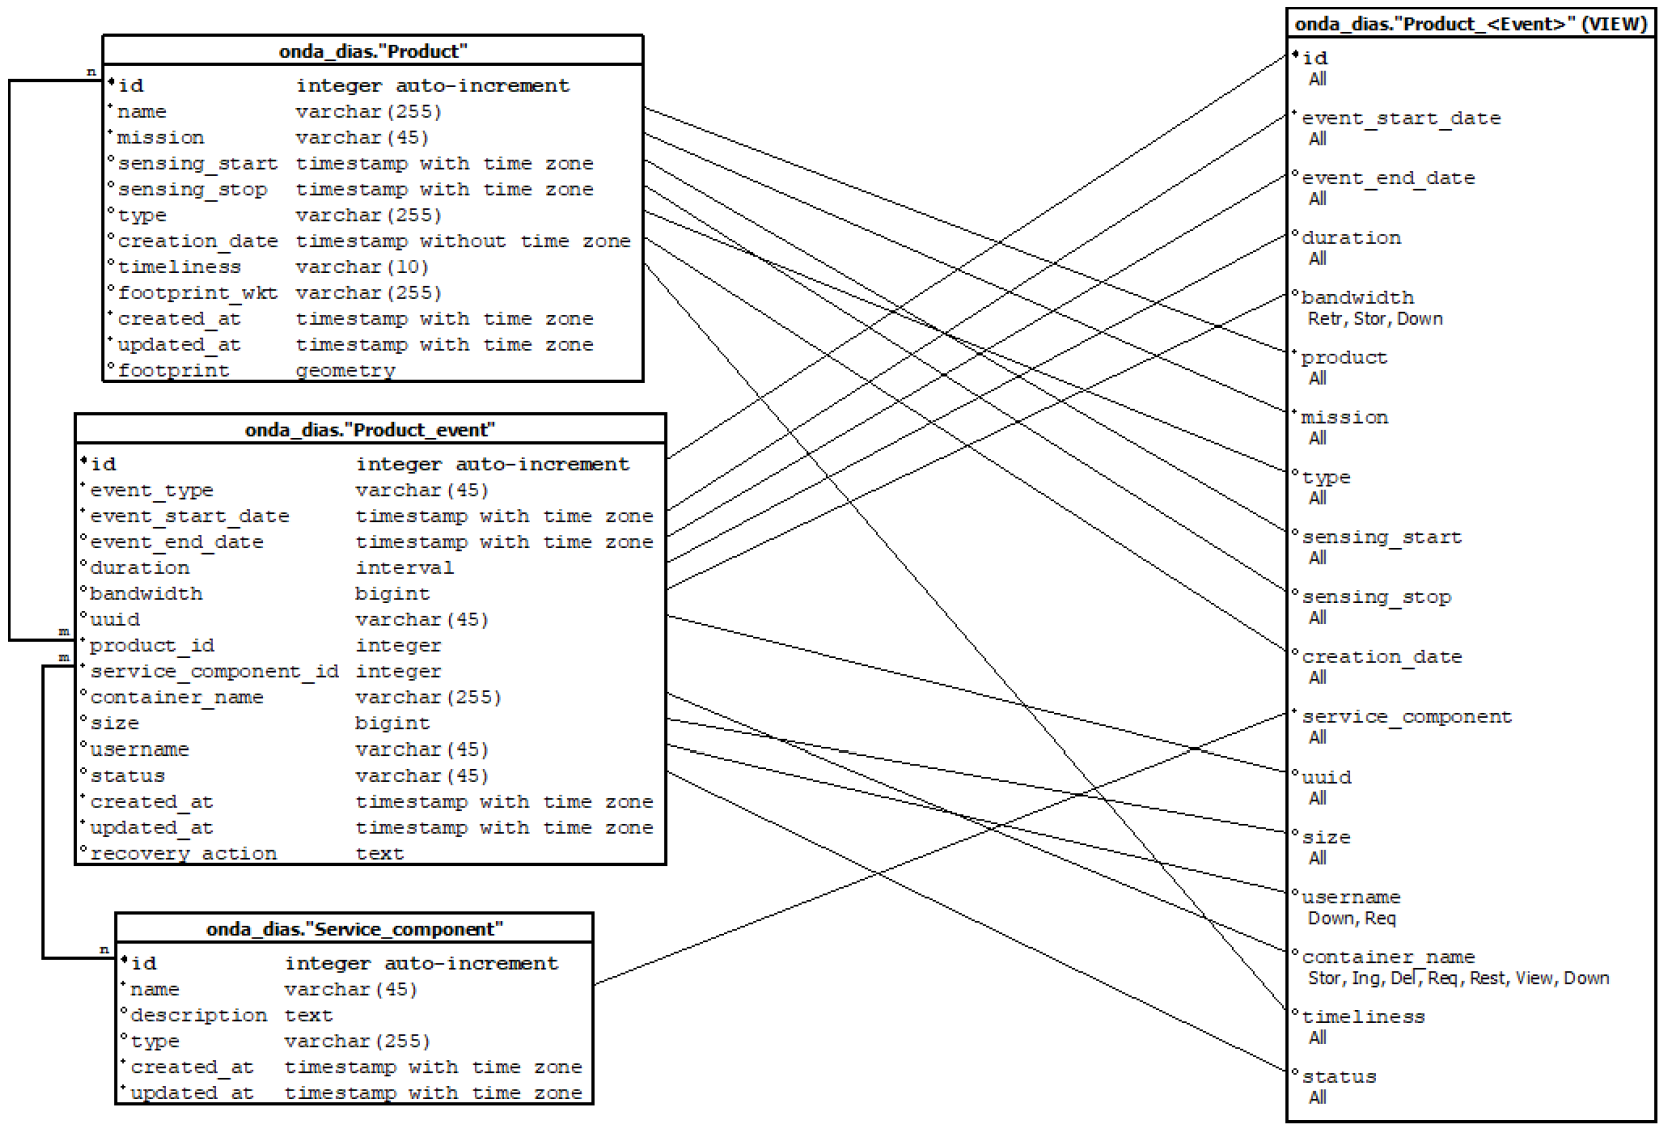 onda_dias."Product"
n
id integer auto-increment
name varchar(255)
mission varchar(45)
sensing_start timestamp with time zone
sensing_stop timestamp with time zone
type varchar(255)
creation_date timestamp without time zone
timeliness varchar(10)
footprint_wkt varchar(255)
created_at timestamp with time zone
updated_at timestamp with time zone
footprint geometry
onda_dias."Product_event"
id integer auto-increment
event_type varchar(45)
event_start_date timestamp with time zone
event_end_date timestamp with time zone
duration interval
bandwidth bigint
uuid varchar(45)
m
product_id integer
m
service_component_id integer
container_name varchar(255)
size bigint
username varchar(45)
status varchar(45)
created_at timestamp with time zone
updated_at timestamp with time zone
recovery_action text
onda_dias."Service_component"
n
id integer auto-increment
name varchar(45)
description text
type varchar(255)
created_at timestamp with time zone
updated_at timestamp with time zone
onda_dias."Product_<Event>" (VIEW)
id
All
event_start_date
All
event_end_date
All
duration
All
bandwidth
Retr, Stor, Down
product
All
mission
All
type
All
sensing_start
All
sensing_stop
All
creation_date
All
service_component
All
uuid
All
size
All
username
Down, Req
container_name
Stor, Ing, Del, Req, Rest, View, Down
timeliness
All
status
All